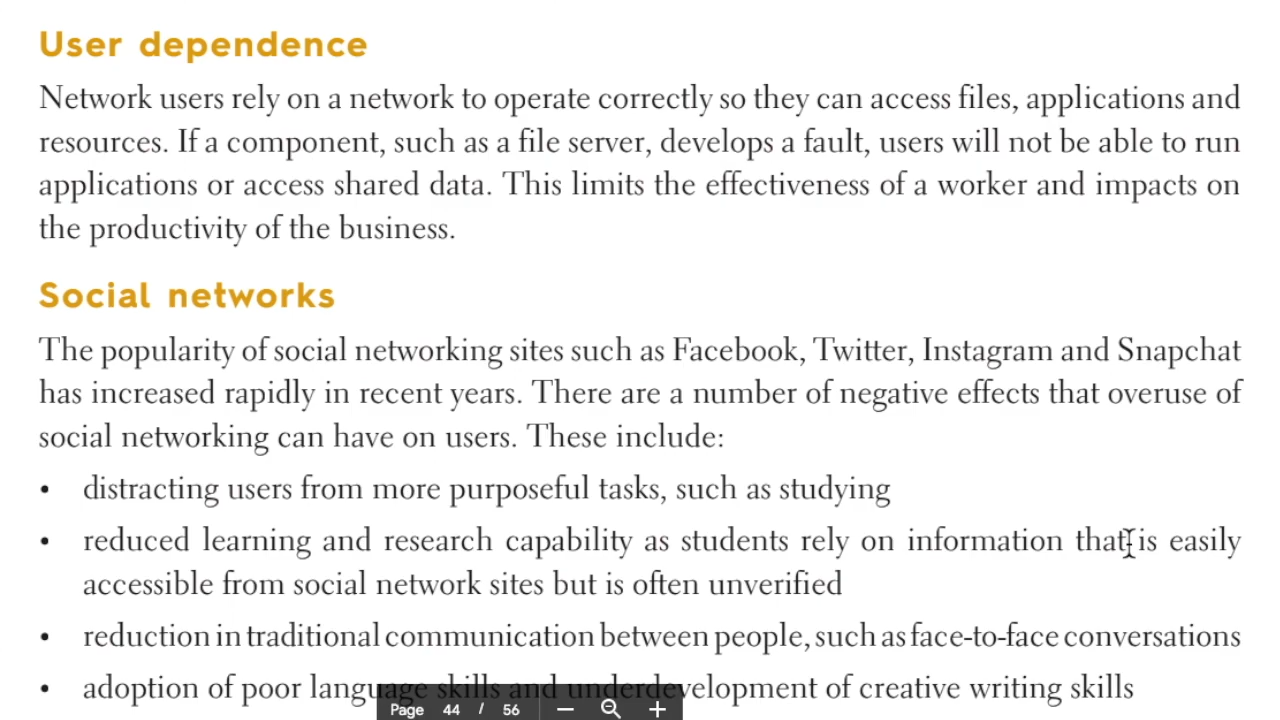 User dependence
Network users rely on a network to operate correctly so they can access files, applications and
resources. If a component, such as a file server, develops a fault, users will not be able to run
applications or access shared data. This limits the effectiveness of a worker and impacts on
the productivity of the business.
Social networks
The popularity of social networking sites such as Facebook, Twitter, Instagram and Snapchat
has increased rapidly in recent years. There are a number of negative effects that overuse of
social networking can have on users. These include:
• distracting users from more purposeful tasks, such as studying
• reduced learning and research capability as students rely on information that is easily
accessible from social network sites but is often unverified
• reduction in traditional communication between people, such as face-to-face conversations
• adoption of poor language skills and underdevelopment of creative writing skills
Page 44 / 56